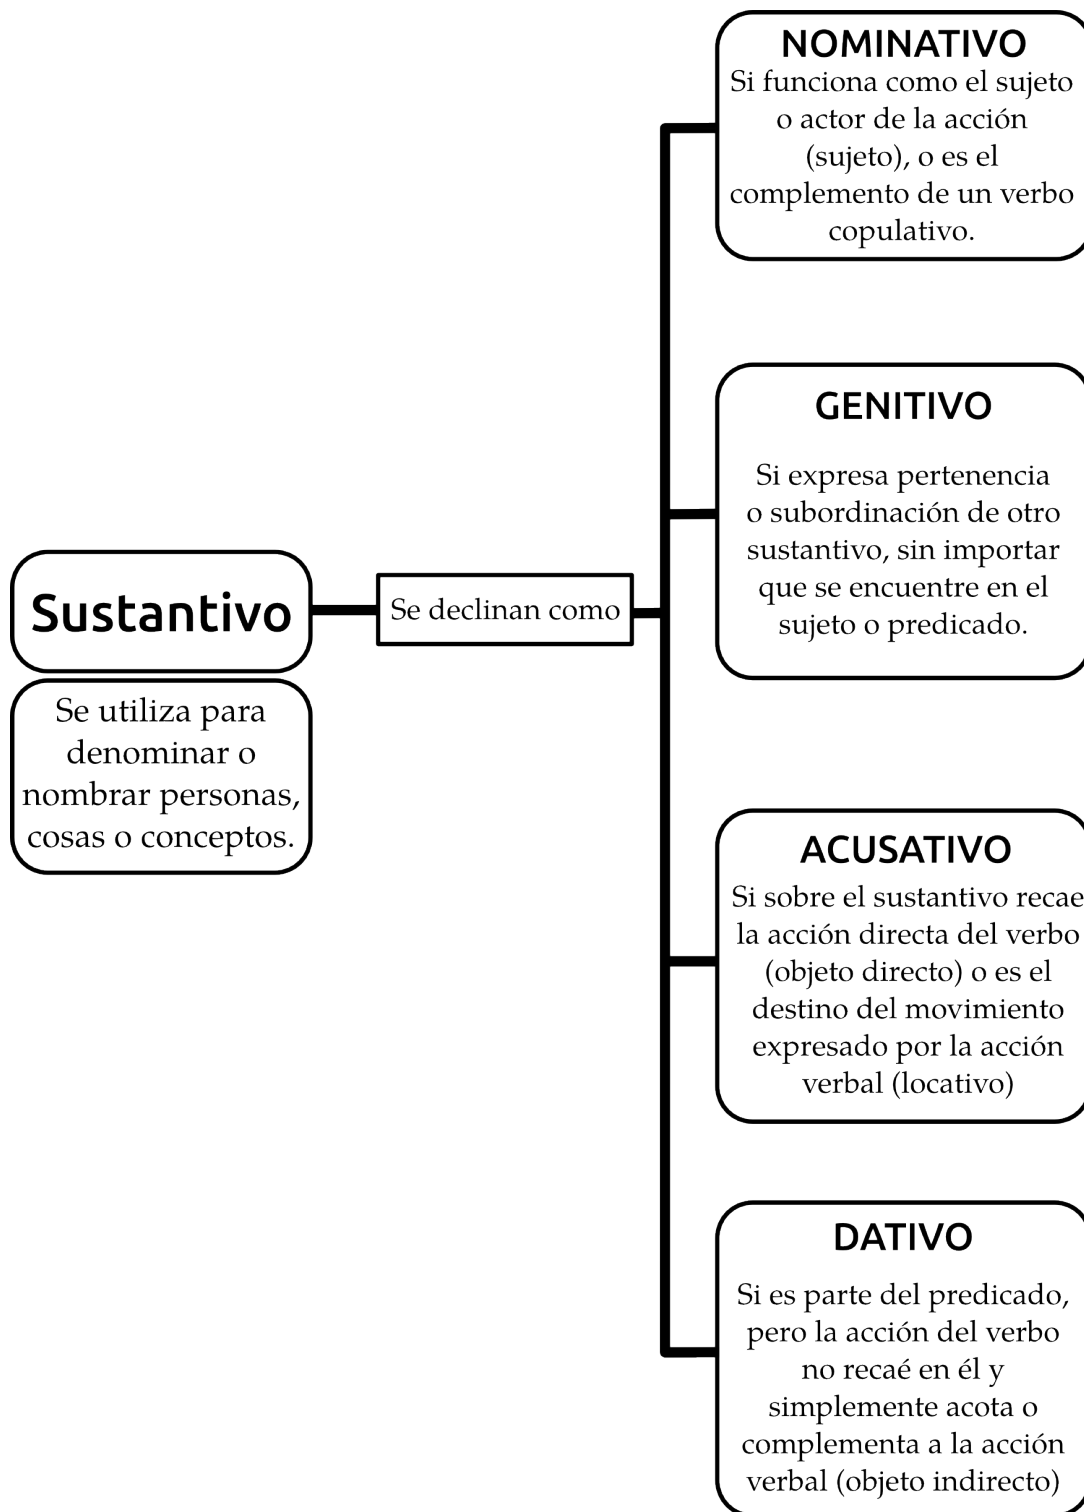 Sustantivo
Se utiliza para
denominar o
nombrar personas,
cosas o conceptos.
Se declinan como
NOMINATIVO
Si funciona como el sujeto
o actor de la acción
(sujeto), o es el
complemento de un verbo
copulativo.
GENITIVO
Si expresa pertenencia
o subordinación de otro
sustantivo, sin importar
que se encuentre en el
sujeto o predicado.
ACUSATIVO
Si sobre el sustantivo recae
la acción directa del verbo
(objeto directo) o es el
destino del movimiento
expresado por la acción
verbal (locativo)
DATIVO
Si es parte del predicado,
pero la acción del verbo
no recaé en él y
simplemente acota o
complementa a la acción
verbal (objeto indirecto)